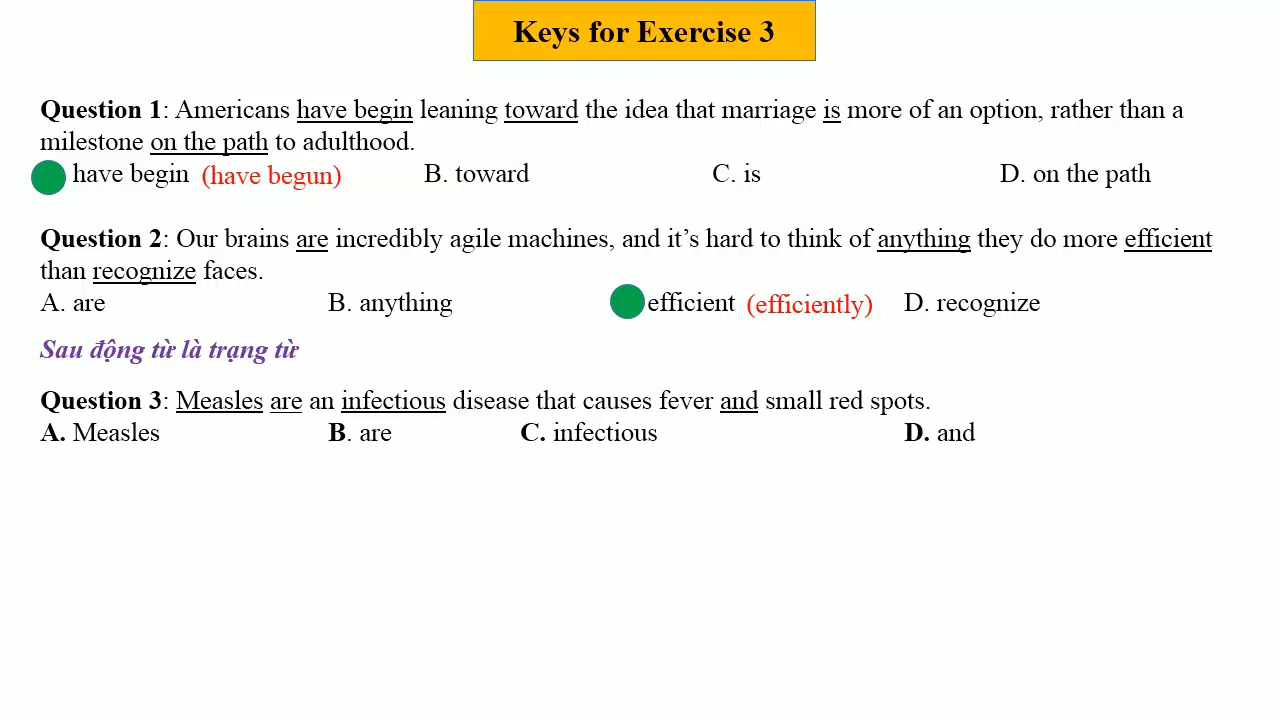 Keys for Exercise 3
Question 1: Americans have begin leaning toward the idea that marriage is more of an option, rather than a
milestone on the path to adulthood.
have begin (have begun) B. toward C. is D. on the path
Question 2: Our brains are incredibly agile machines, and it’s hard to think of anything they do more efficient
than recognize faces.
A. are B. anything efficient (efficiently) D. recognize
Sau động từ là trạng từ
Question 3: Measles are an infectious disease that causes fever and small red spots.
A. Measles B. are C. infectious D. and